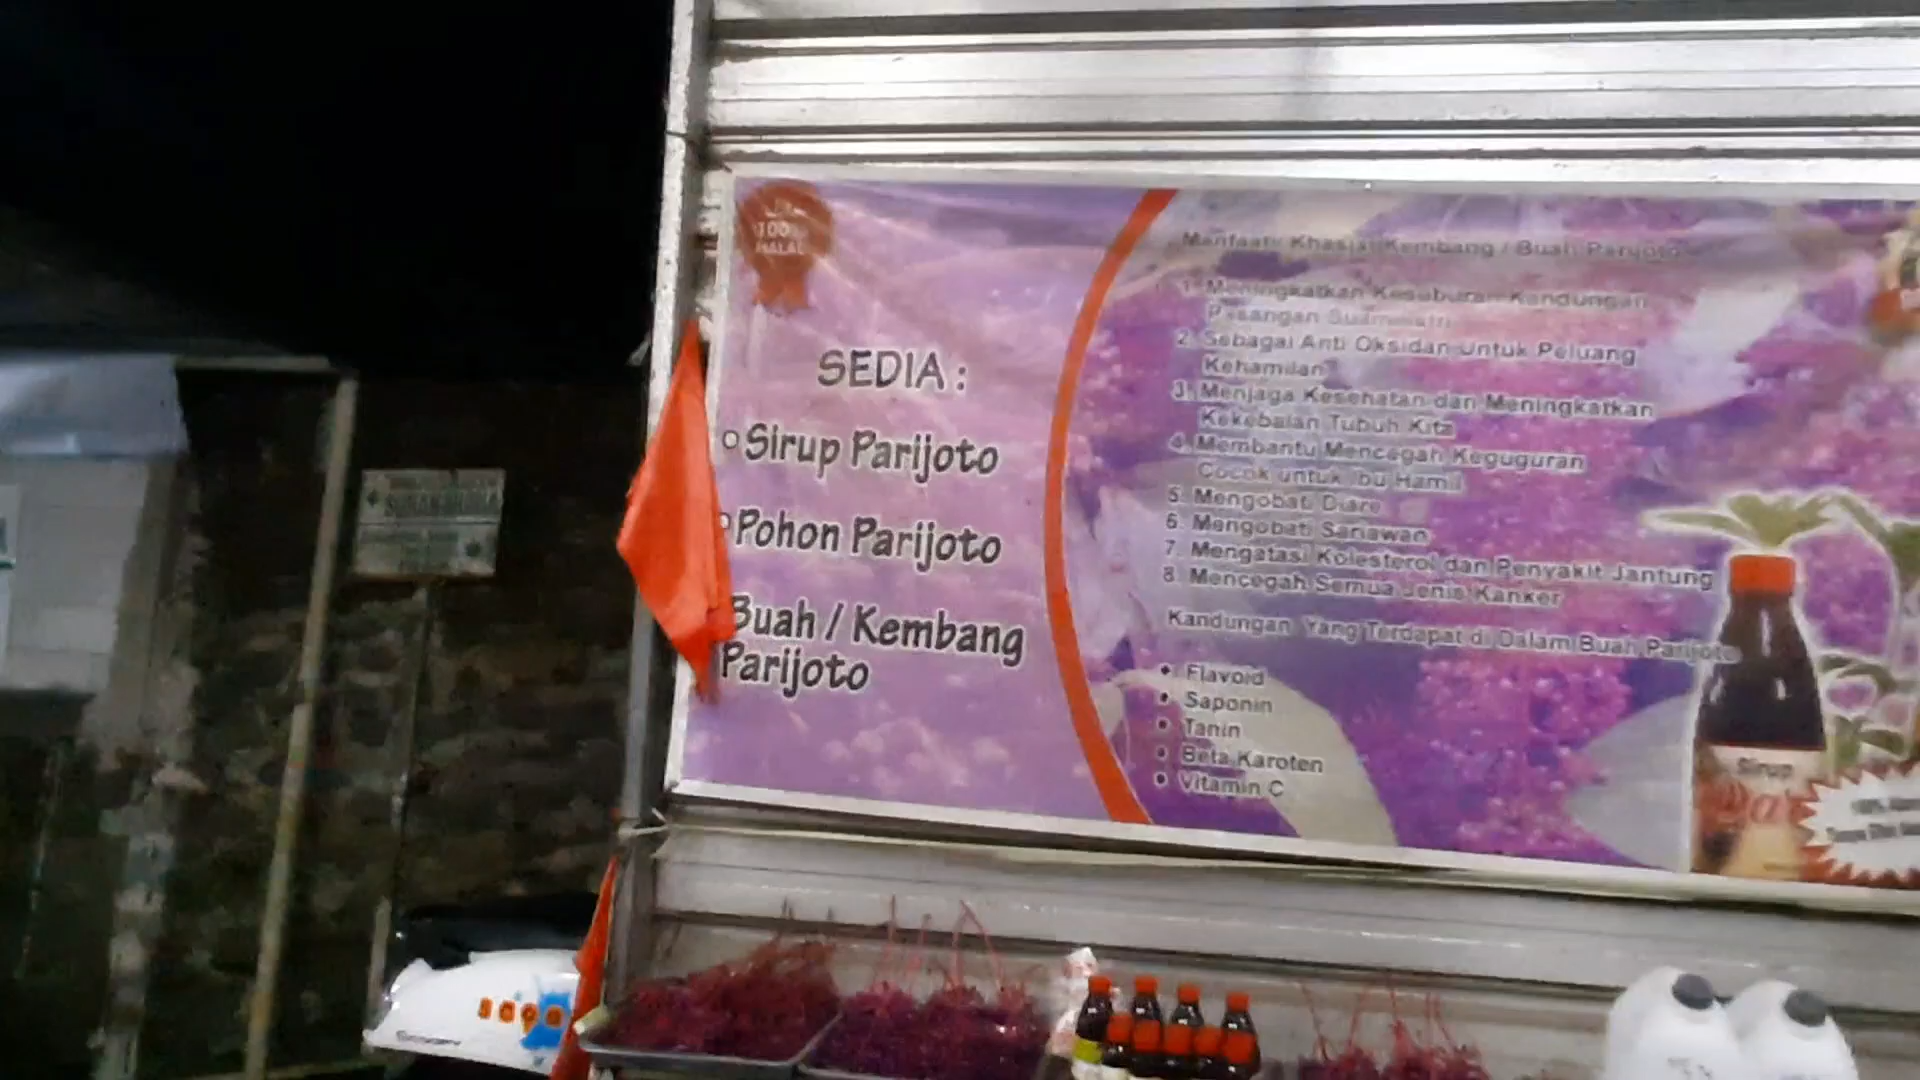 100%
HALAL
SEDIA :
Sirup Parijoto
Pohon Parijoto
Buah / Kembang
Parijoto
Manfaat / Khasiat Kembang / Buah Parijoto
1. Meningkatkan Kesuburan Kandungan
Pasangan Suami Istri
2. Sebagai Anti Oksidan Untuk Peluang
Kehamilan
3. Menjaga Kesehatan dan Meningkatkan
Kekebalan Tubuh Kita
4. Membantu Mencegah Keguguran
Cocok untuk Ibu Hamil
5. Mengobati Diare
6. Mengobati Sariawan
7. Mengatasi Kolesterol dan Penyakit Jantung
8. Mencegah Semua Jenis Kanker
Kandungan Yang Terdapat di Dalam Buah Parijoto
• Flavoid
• Saponin
• Tanin
• Beta Karoten
• Vitamin C
Sirup